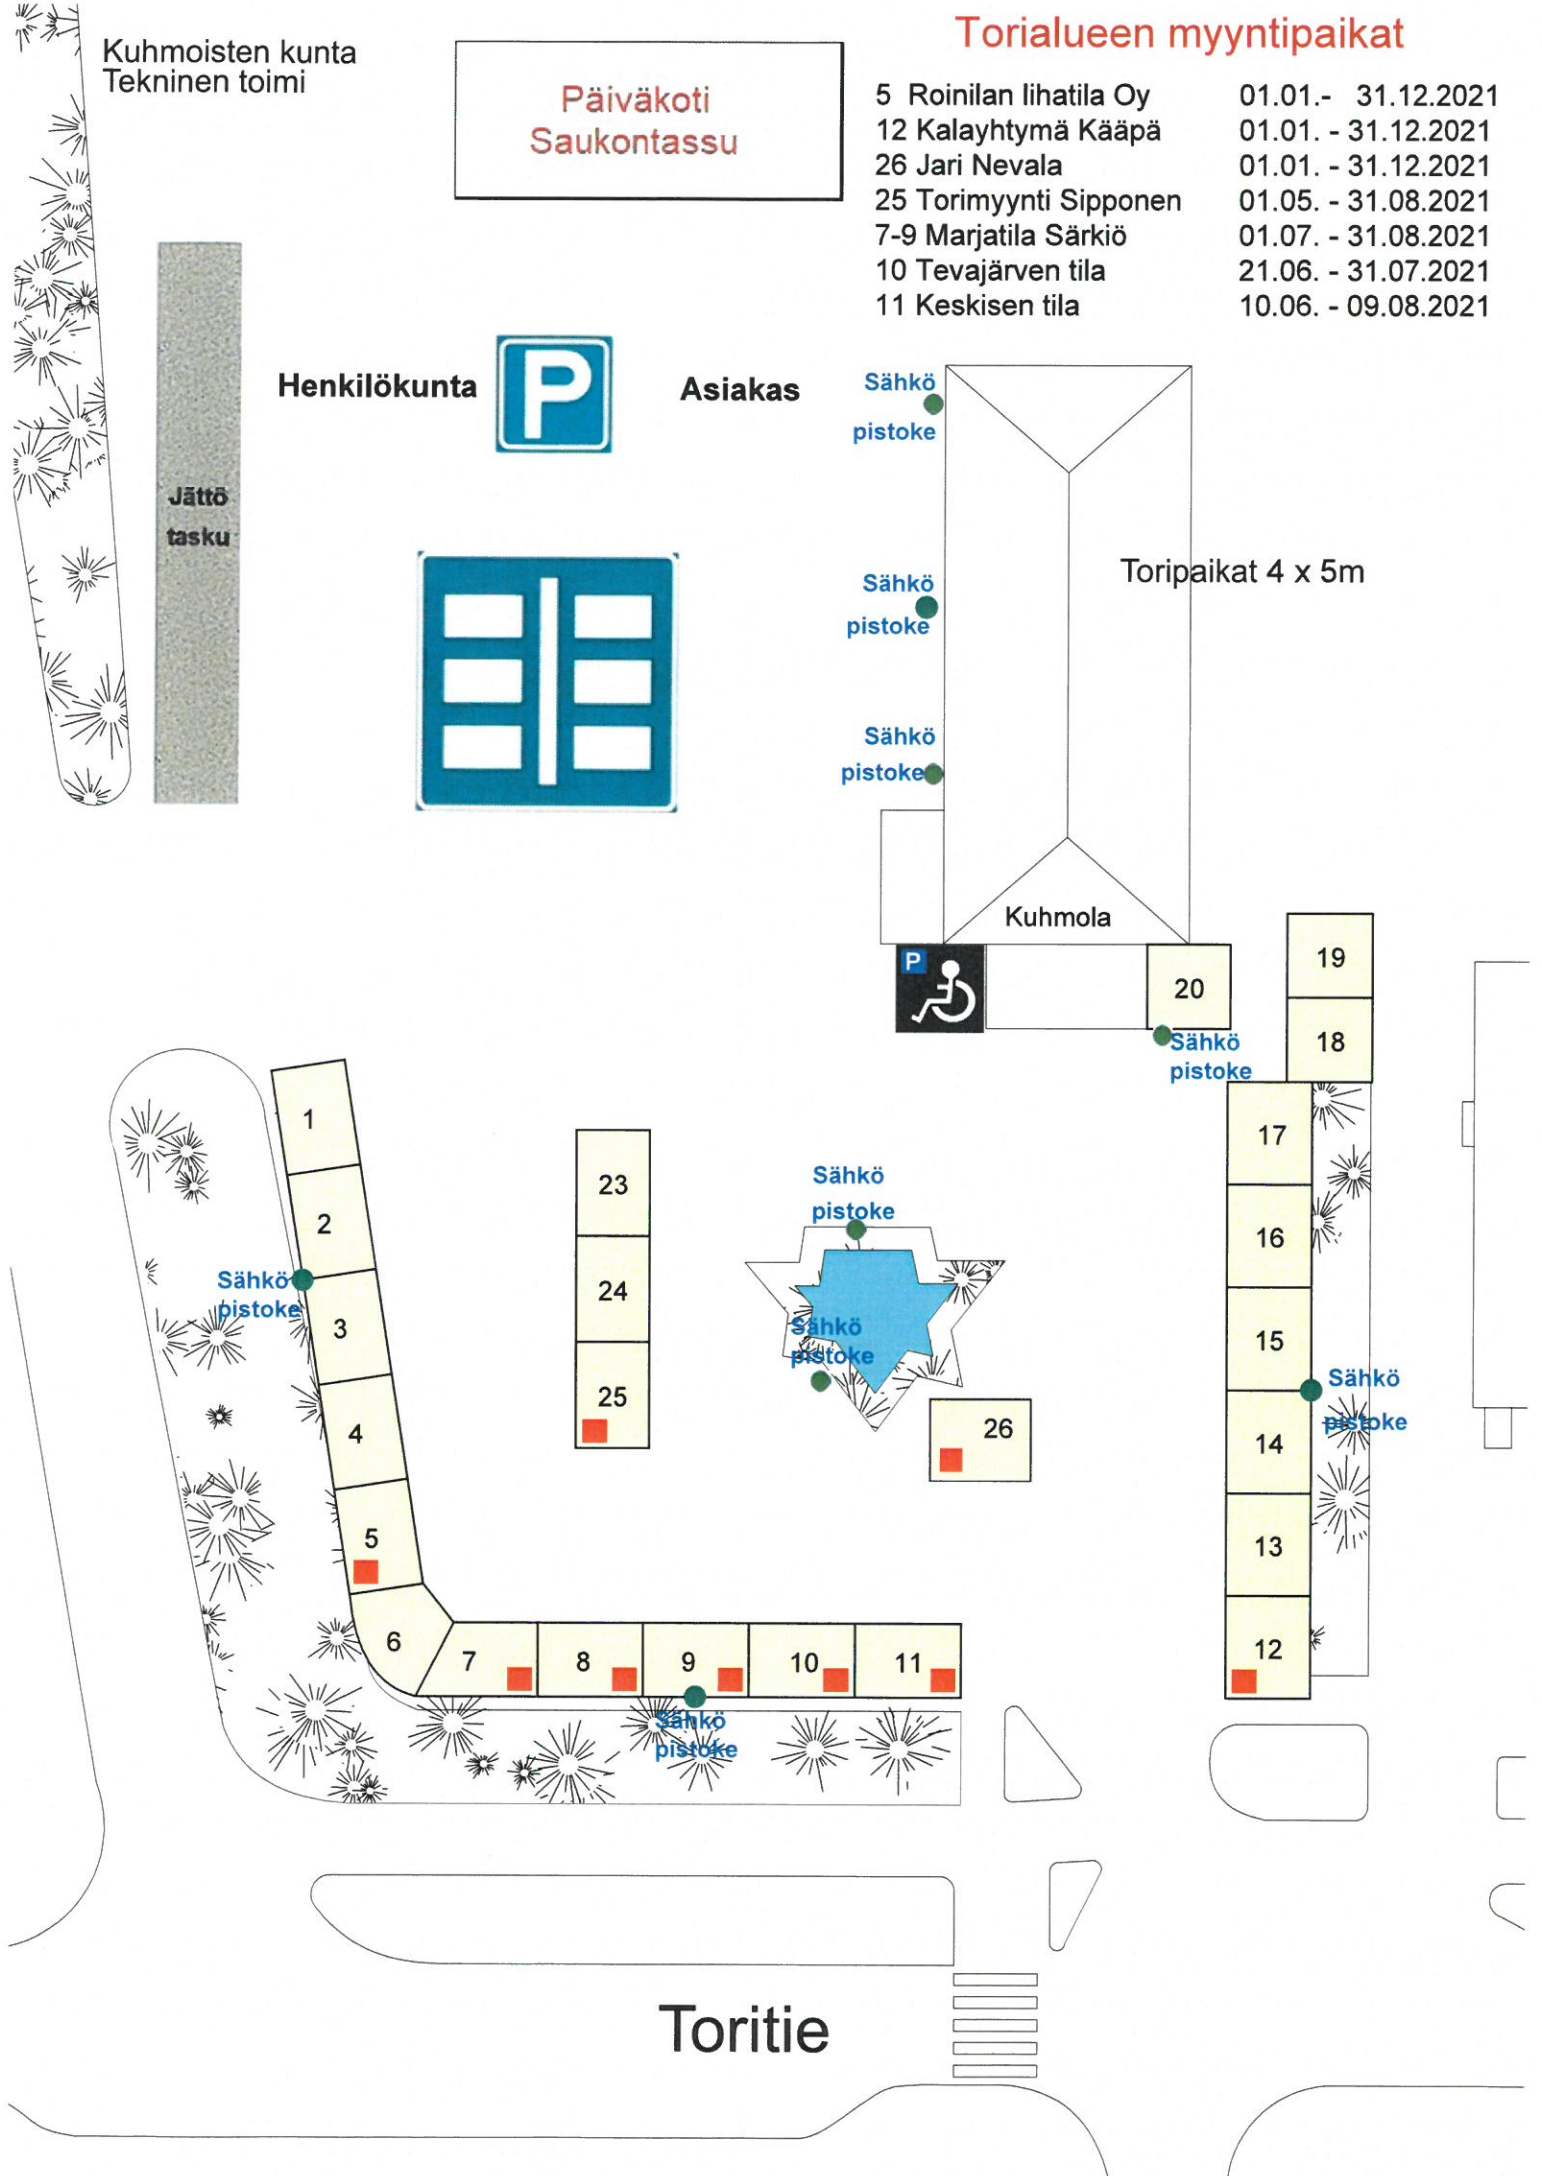 Torialueen myyntipaikat
Kuhmoisten kunta
Tekninen toimi
Päiväkoti
Saukontassu
5 Roinilan lihatila Oy 01.01.- 31.12.2021
12 Kalayhtymä Kääpä 01.01. - 31.12.2021
26 Jari Nevala 01.01. - 31.12.2021
25 Torimyynti Sipponen 01.05. - 31.08.2021
7-9 Marjatila Särkiö 01.07. - 31.08.2021
10 Tevajärven tila 21.06. - 31.07.2021
11 Keskisen tila 10.06. - 09.08.2021
Henkilökunta
P
Asiakas
Sähkö
pistoke
Jättö
tasku
Toripaikat 4 x 5m
Sähkö
pistoke
Sähkö
pistoke
Kuhmola
P
20
19
18
Sähkö
pistoke
1
2
3
4
5
6
7
8
9
10
11
Sähkö
pistoke
23
24
25
Sähkö
pistoke
Sähkö
pistoke
26
17
16
15
14
13
12
Sähkö
pistoke
Sähkö
pistoke
Toritie